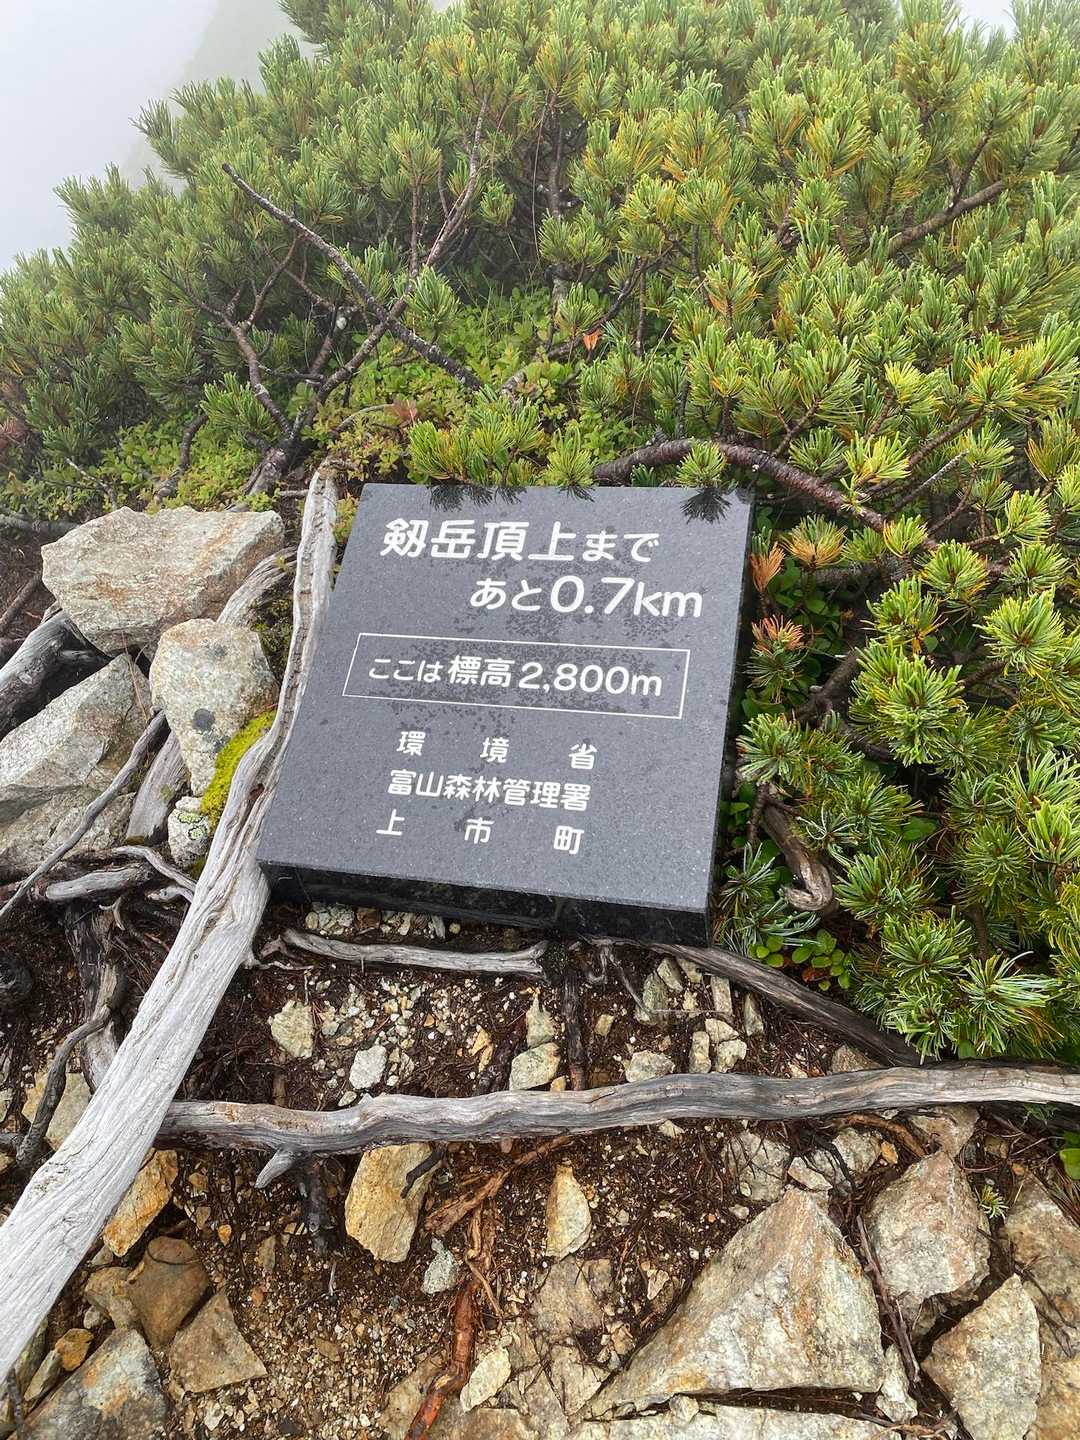 剱岳頂上まで
あと0.7km
ここは標高2,800m
環境省
富山森林管理署
上市町